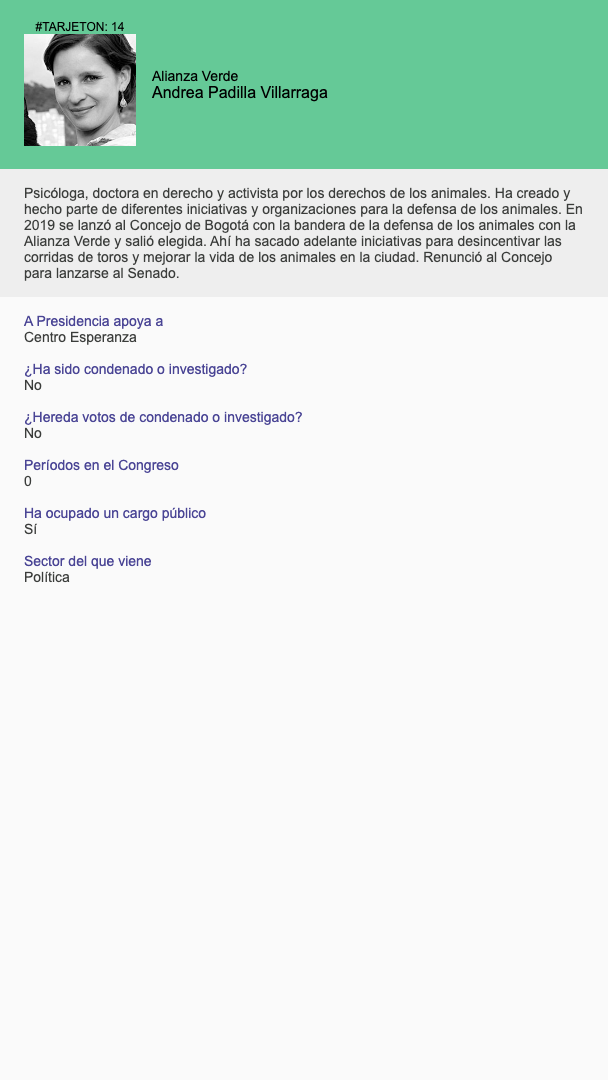 #TARJETON: 14
Alianza Verde
Andrea Padilla Villarraga
Psicóloga, doctora en derecho y activista por los derechos de los animales. Ha creado y
hecho parte de diferentes iniciativas y organizaciones para la defensa de los animales. En
2019 se lanzó al Concejo de Bogotá con la bandera de la defensa de los animales con la
Alianza Verde y salió elegida. Ahí ha sacado adelante iniciativas para desincentivar las
corridas de toros y mejorar la vida de los animales en la ciudad. Renunció al Concejo
para lanzarse al Senado.
A Presidencia apoya a
Centro Esperanza
¿Ha sido condenado o investigado?
No
¿Hereda votos de condenado o investigado?
No
Períodos en el Congreso
0
Ha ocupado un cargo público
Sí
Sector del que viene
Política